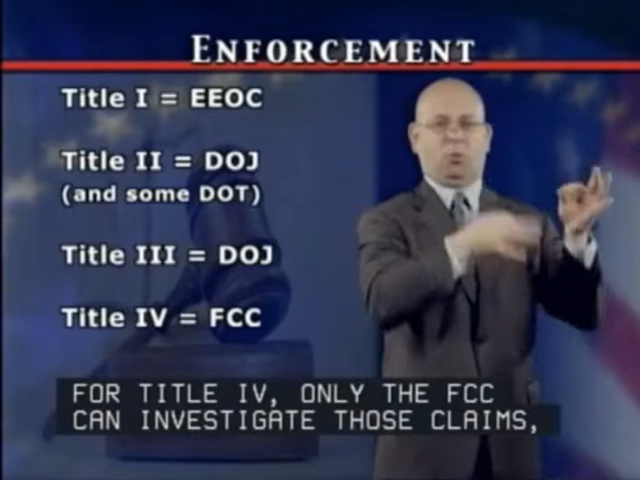 ENFORCEMENT
Title I = EEOC
Title II = DOJ
(and some DOT)
Title III = DOJ
Title IV = FCC
FOR TITLE IV, ONLY THE FCC
CAN INVESTIGATE THOSE CLAIMS,